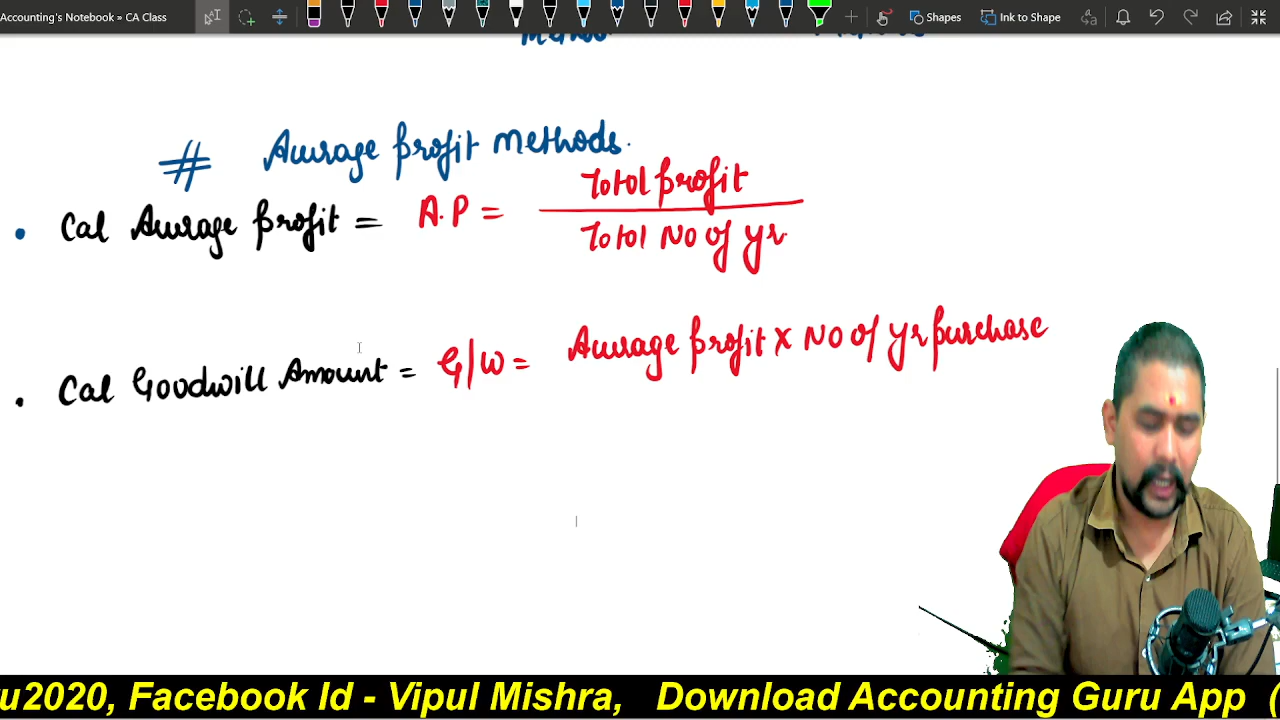 Accounting's Notebook » CA Class
Shapes
Ink to Shape
# Average profit methods.
• Cal Average profit = A.P = Total profit
Total No of yr.
• Cal Goodwill Amount = G/W = Average profit x No of yr purchase
u2020, Facebook Id - Vipul Mishra, Download Accounting Guru App (